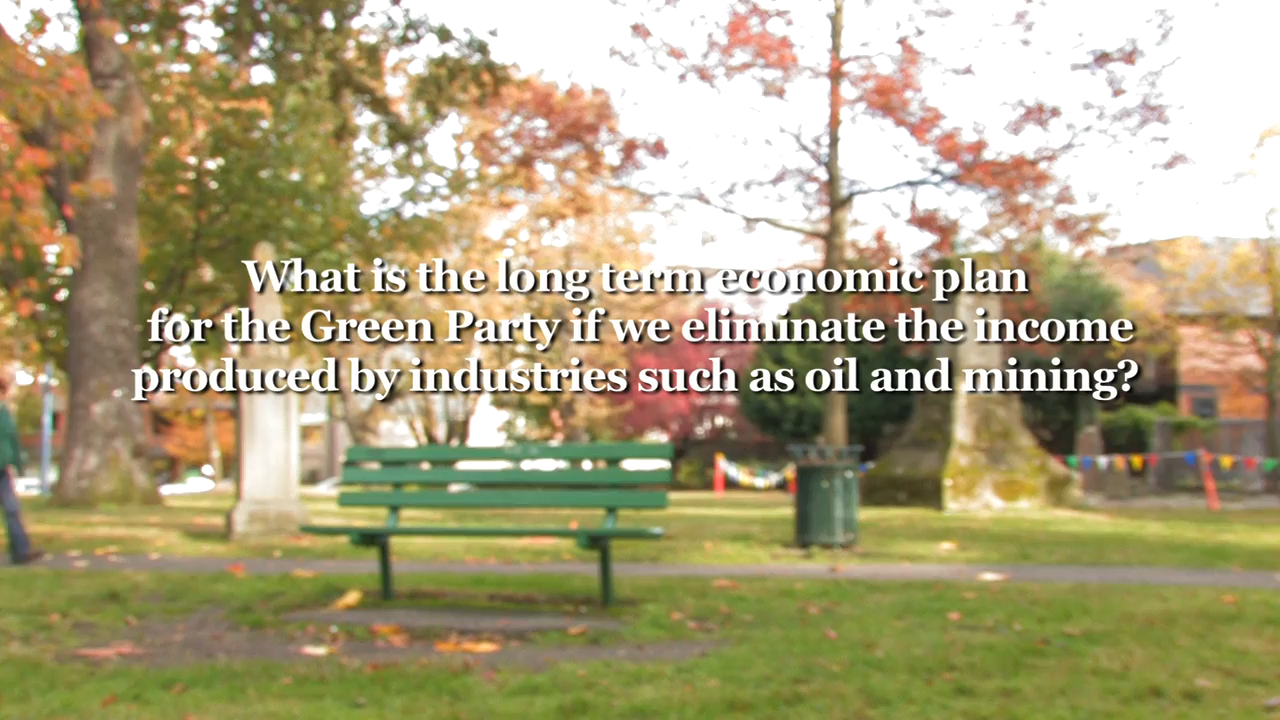 What is the long term economic plan
for the Green Party if we eliminate the income
produced by industries such as oil and mining?